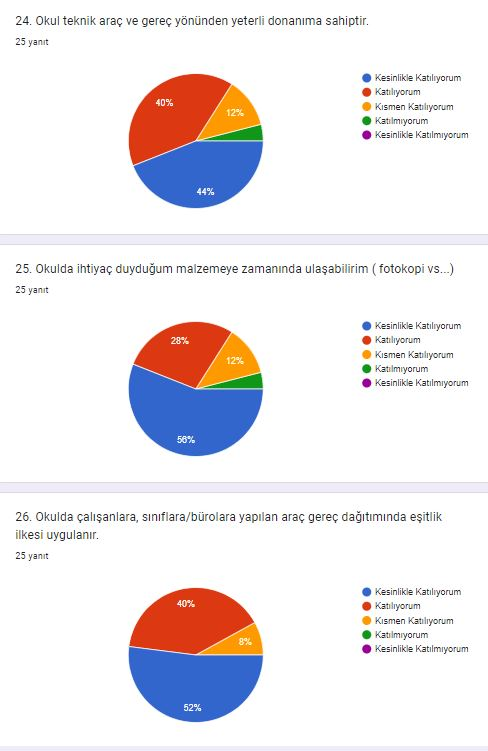 24. Okul teknik araç ve gereç yönünden yeterli donanıma sahiptir.
25 yanıt
40%
12%
44%
Kesinlikle Katılıyorum
Katılıyorum
Kısmen Katılıyorum
Katılmıyorum
Kesinlikle Katılmıyorum
25. Okulda ihtiyaç duyduğum malzemeye zamanında ulaşabilirim ( fotokopi vs...)
25 yanıt
28%
12%
56%
Kesinlikle Katılıyorum
Katılıyorum
Kısmen Katılıyorum
Katılmıyorum
Kesinlikle Katılmıyorum
26. Okulda çalışanlara, sınıflara/bürolara yapılan araç gereç dağıtımında eşitlik
ilkesi uygulanır.
25 yanıt
40%
8%
52%
Kesinlikle Katılıyorum
Katılıyorum
Kısmen Katılıyorum
Katılmıyorum
Kesinlikle Katılmıyorum